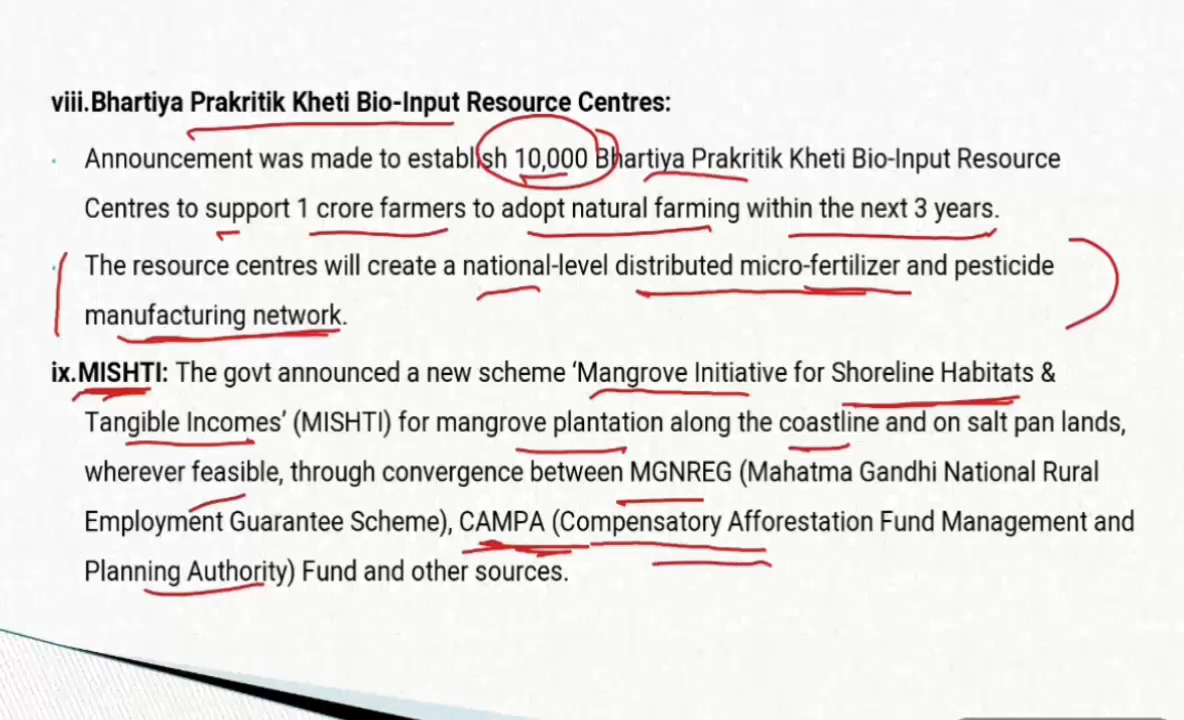 viii.Bhartiya Prakritik Kheti Bio-Input Resource Centres:
Announcement was made to establish 10,000 Bhartiya Prakritik Kheti Bio-Input Resource
Centres to support 1 crore farmers to adopt natural farming within the next 3 years.
The resource centres will create a national-level distributed micro-fertilizer and pesticide
manufacturing network.
ix.MISHTI: The govt announced a new scheme ‘Mangrove Initiative for Shoreline Habitats &
Tangible Incomes’ (MISHTI) for mangrove plantation along the coastline and on salt pan lands,
wherever feasible, through convergence between MGNREG (Mahatma Gandhi National Rural
Employment Guarantee Scheme), CAMPA (Compensatory Afforestation Fund Management and
Planning Authority) Fund and other sources.